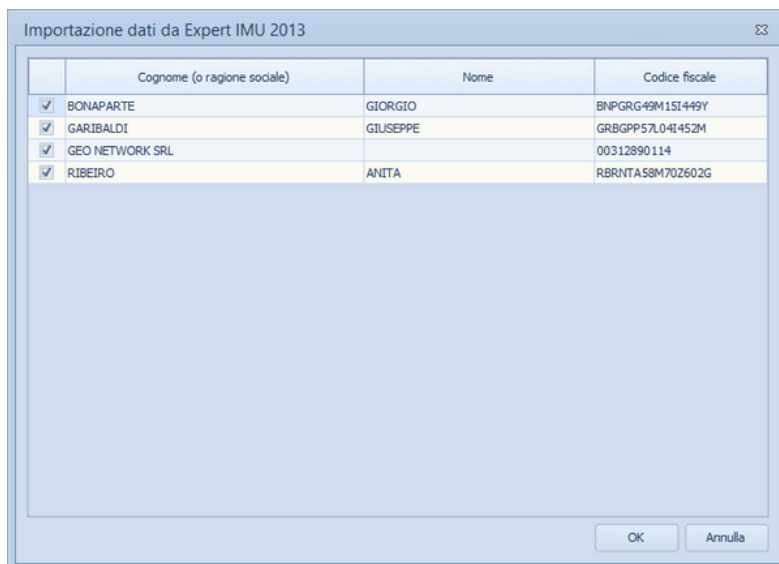 Importazione dati da Expert IMU 2013
Cognome (o ragione sociale) Nome Codice fiscale
BONAPARTE GIORGIO BNPGRG49M15I449Y
GARIBALDI GIUSEPPE GRBGPP57L04I452M
GEO NETWORK SRL 00312890114
RIBEIRO ANITA RBRNTA58M70Z602G
OK Annulla